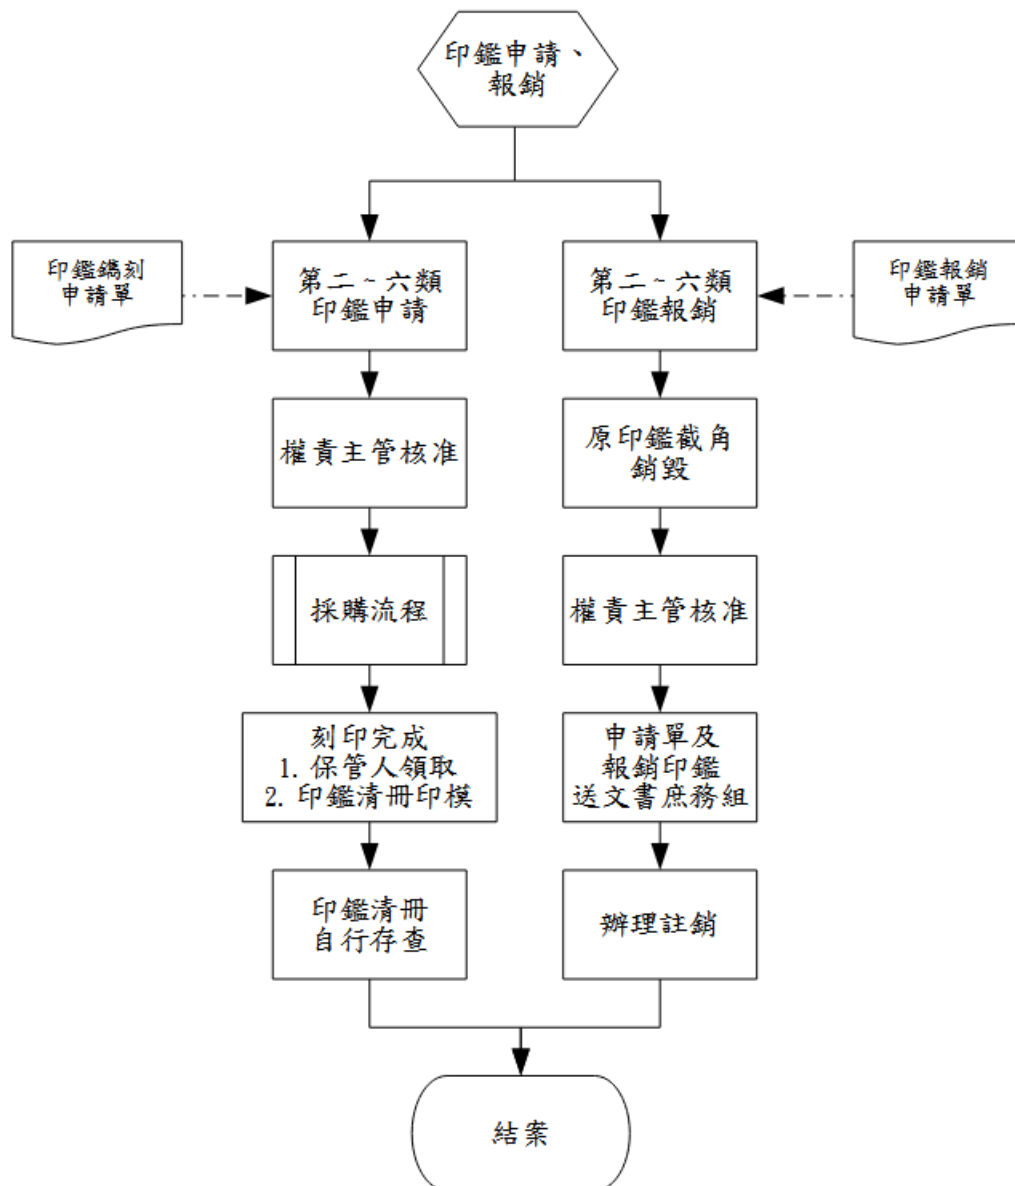 印鑑申請、
報銷
印鑑鐫刻
申請單
第二~六類
印鑑申請
第二~六類
印鑑報銷
印鑑報銷
申請單
權責主管核准
原印鑑截角
銷毀
採購流程
權責主管核准
刻印完成
1. 保管人領取
2. 印鑑清冊印模
申請單及
報銷印鑑
送文書庶務組
印鑑清冊
自行存查
辦理註銷
結案